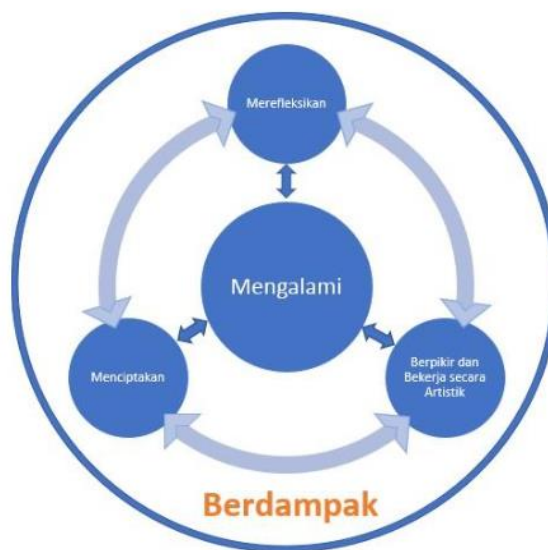 Merefleksikan
Mengalami
Menciptakan
Berpikir dan
Bekerja secara
Artistik
Berdampak